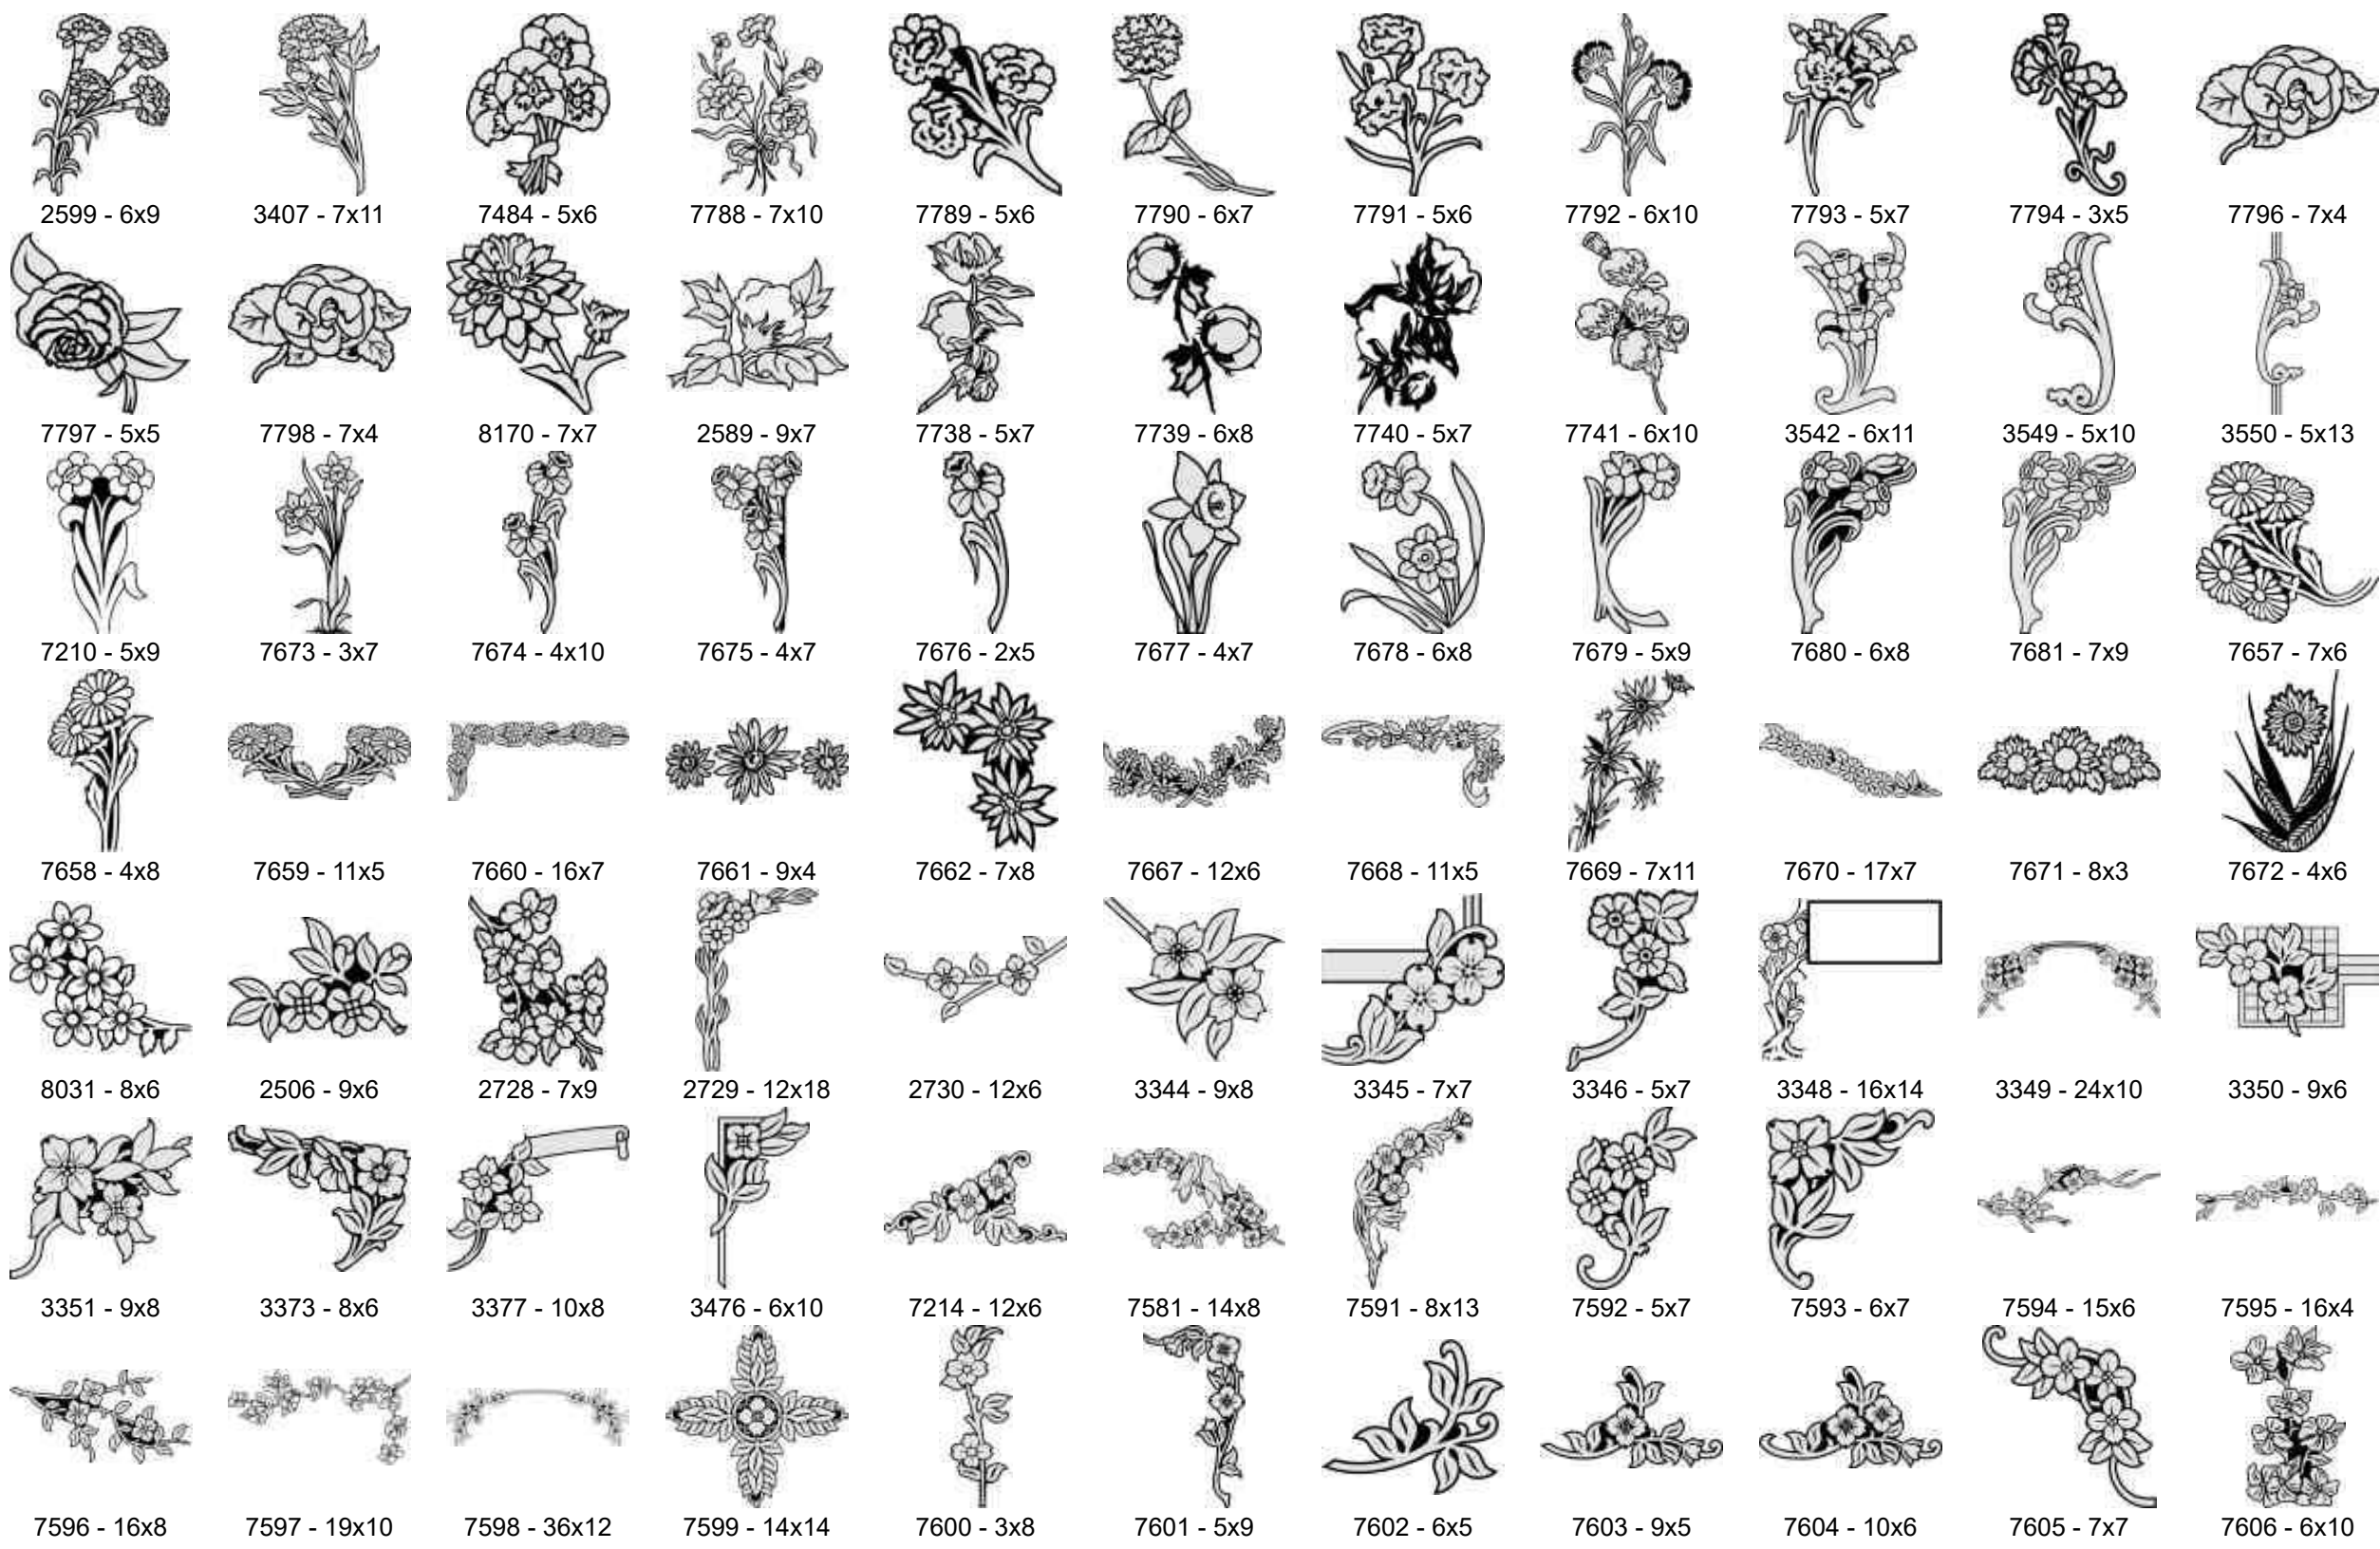 2599 - 6x9 3407 - 7x11 7484 - 5x6 7788 - 7x10 7789 - 5x6 7790 - 6x7 7791 - 5x6 7792 - 6x10 7793 - 5x7 7794 - 3x5 7796 - 7x4
7797 - 5x5 7798 - 7x4 8170 - 7x7 2589 - 9x7 7738 - 5x7 7739 - 6x8 7740 - 5x7 7741 - 6x10 3542 - 6x11 3549 - 5x10 3550 - 5x13
7210 - 5x9 7673 - 3x7 7674 - 4x10 7675 - 4x7 7676 - 2x5 7677 - 4x7 7678 - 6x8 7679 - 5x9 7680 - 6x8 7681 - 7x9 7657 - 7x6
7658 - 4x8 7659 - 11x5 7660 - 16x7 7661 - 9x4 7662 - 7x8 7667 - 12x6 7668 - 11x5 7669 - 7x11 7670 - 17x7 7671 - 8x3 7672 - 4x6
8031 - 8x6 2506 - 9x6 2728 - 7x9 2729 - 12x18 2730 - 12x6 3344 - 9x8 3345 - 7x7 3346 - 5x7 3348 - 16x14 3349 - 24x10 3350 - 9x6
3351 - 9x8 3373 - 8x6 3377 - 10x8 3476 - 6x10 7214 - 12x6 7581 - 14x8 7591 - 8x13 7592 - 5x7 7593 - 6x7 7594 - 15x6 7595 - 16x4
7596 - 16x8 7597 - 19x10 7598 - 36x12 7599 - 14x14 7600 - 3x8 7601 - 5x9 7602 - 6x5 7603 - 9x5 7604 - 10x6 7605 - 7x7 7606 - 6x10